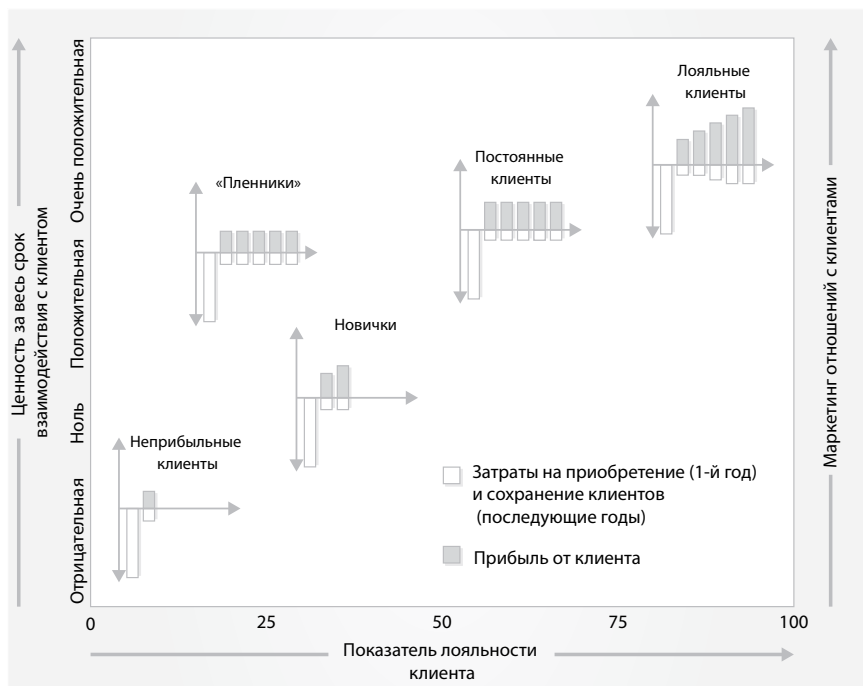 Ценность за весь срок
взаимодействия с клиентом
Очень положительная
Положительная
Ноль
Отрицательная
Лояльные
клиенты
Постоянные
клиенты
«Пленники»
Новички
Неприбыльные
клиенты
Затраты на приобретение (1-й год)
и сохранение клиентов
(последующие годы)
Прибыль от клиента
Маркетинг отношений с клиентами
0 25 50 75 100
Показатель лояльности
клиента